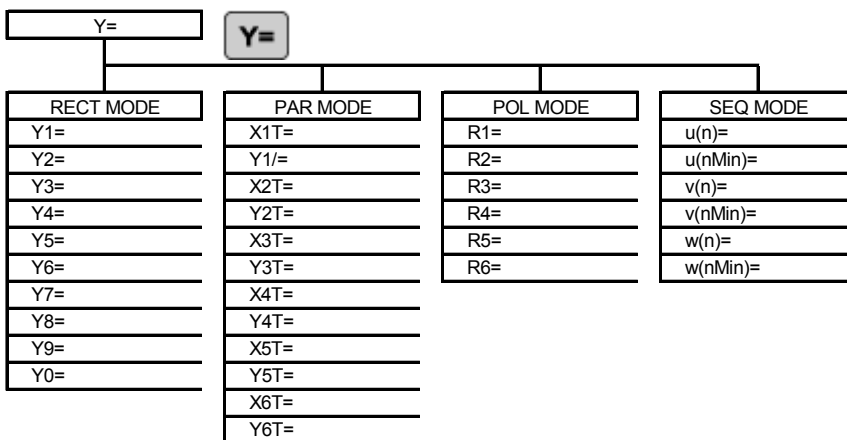 Y=
Y=
RECT MODE
Y1=
Y2=
Y3=
Y4=
Y5=
Y6=
Y7=
Y8=
Y9=
Y0=
PAR MODE
X1T=
Y1/=
X2T=
Y2T=
X3T=
Y3T=
X4T=
Y4T=
X5T=
Y5T=
X6T=
Y6T=
POL MODE
R1=
R2=
R3=
R4=
R5=
R6=
SEQ MODE
u(n)=
u(nMin)=
v(n)=
v(nMin)=
w(n)=
w(nMin)=